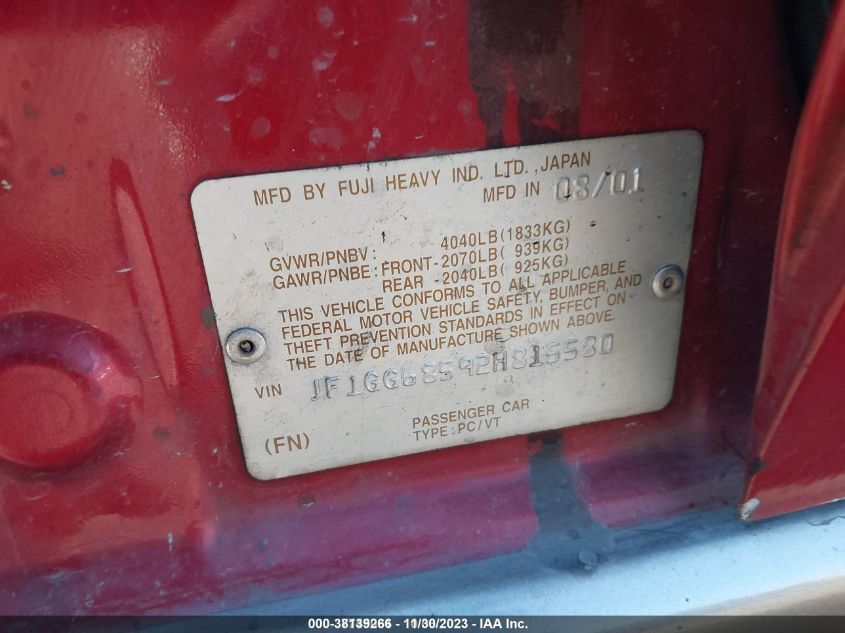 MFD BY FUJI HEAVY IND. LTD., JAPAN
MFD IN 08/01
GVWR/PNBV: 4040LB(1833KG)
GAWR/PNBE: FRONT-2070LB( 939KG)
REAR -2040LB( 925KG)
THIS VEHICLE CONFORMS TO ALL APPLICABLE
FEDERAL MOTOR VEHICLE SAFETY, BUMPER, AND
THEFT PREVENTION STANDARDS IN EFFECT ON
THE DATE OF MANUFACTURE SHOWN ABOVE.
VIN JF1GG68592H815530
PASSENGER CAR
(FN) TYPE:PC/VT
000-38139266 - 11/30/2023 - IAA Inc.